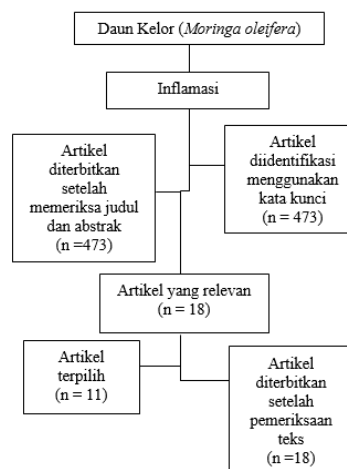 Daun Kelor (Moringa oleifera)
Inflamasi
Artikel
diterbitkan
setelah
memeriksa judul
dan abstrak
(n =473)
Artikel
diidentifikasi
menggunakan
kata kunci
(n = 473)
Artikel yang relevan
(n = 18)
Artikel
terpilih
(n = 11)
Artikel
diterbitkan
setelah
pemeriksaan
teks
(n =18)